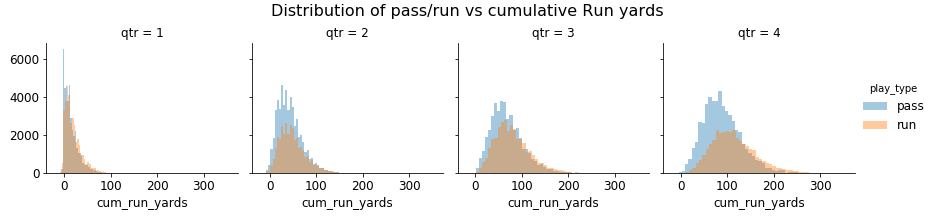 Distribution of pass/run vs cumulative Run yards
qtr = 1
qtr = 2
qtr = 3
qtr = 4
6000
4000
2000
0
play_type
pass
run
0 100 200 300
0 100 200 300
0 100 200 300
0 100 200 300
cum_run_yards
cum_run_yards
cum_run_yards
cum_run_yards